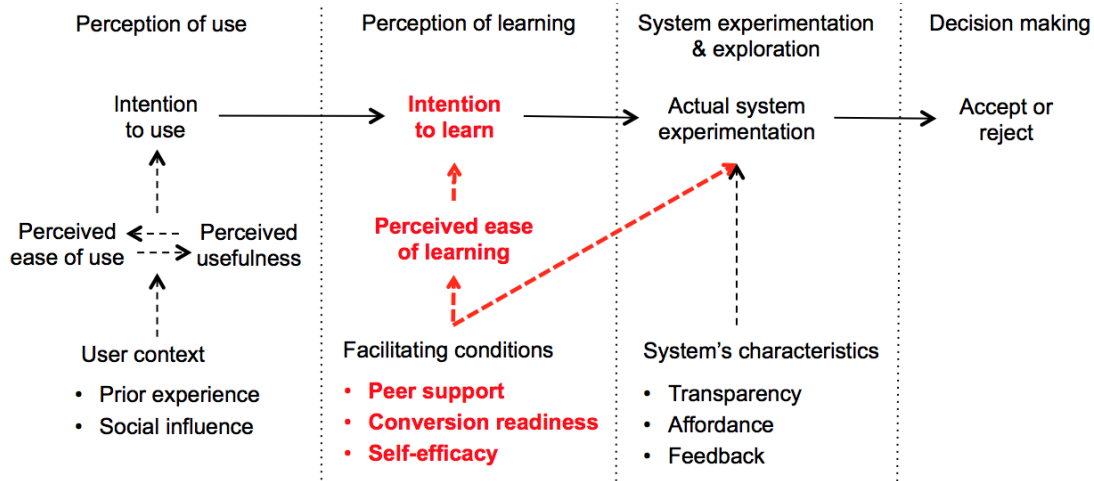 Perception of use
Perception of learning
System experimentation
& exploration
Decision making
Intention
to use
Intention
to learn
Actual system
experimentation
Accept or
reject
Perceived
ease of use
Perceived
usefulness
Perceived ease
of learning
User context
• Prior experience
• Social influence
Facilitating conditions
• Peer support
• Conversion readiness
• Self-efficacy
System's characteristics
• Transparency
• Affordance
• Feedback